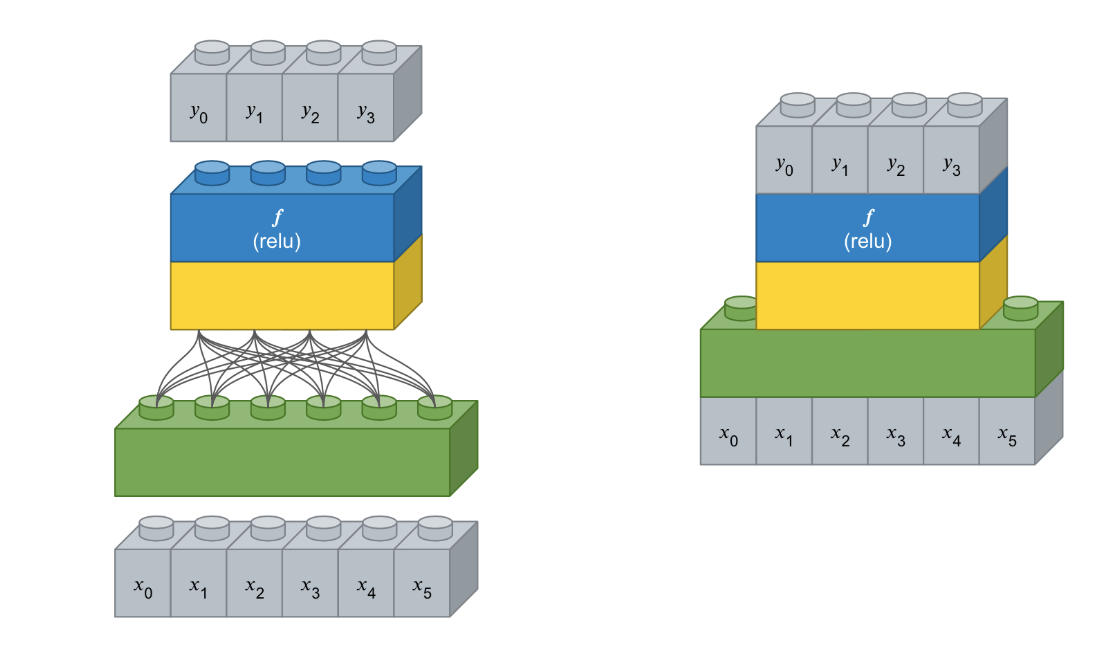 y0 y1 y2 y3
f
(relu)
x0 x1 x2 x3 x4 x5
y0 y1 y2 y3
f
(relu)
x0 x1 x2 x3 x4 x5